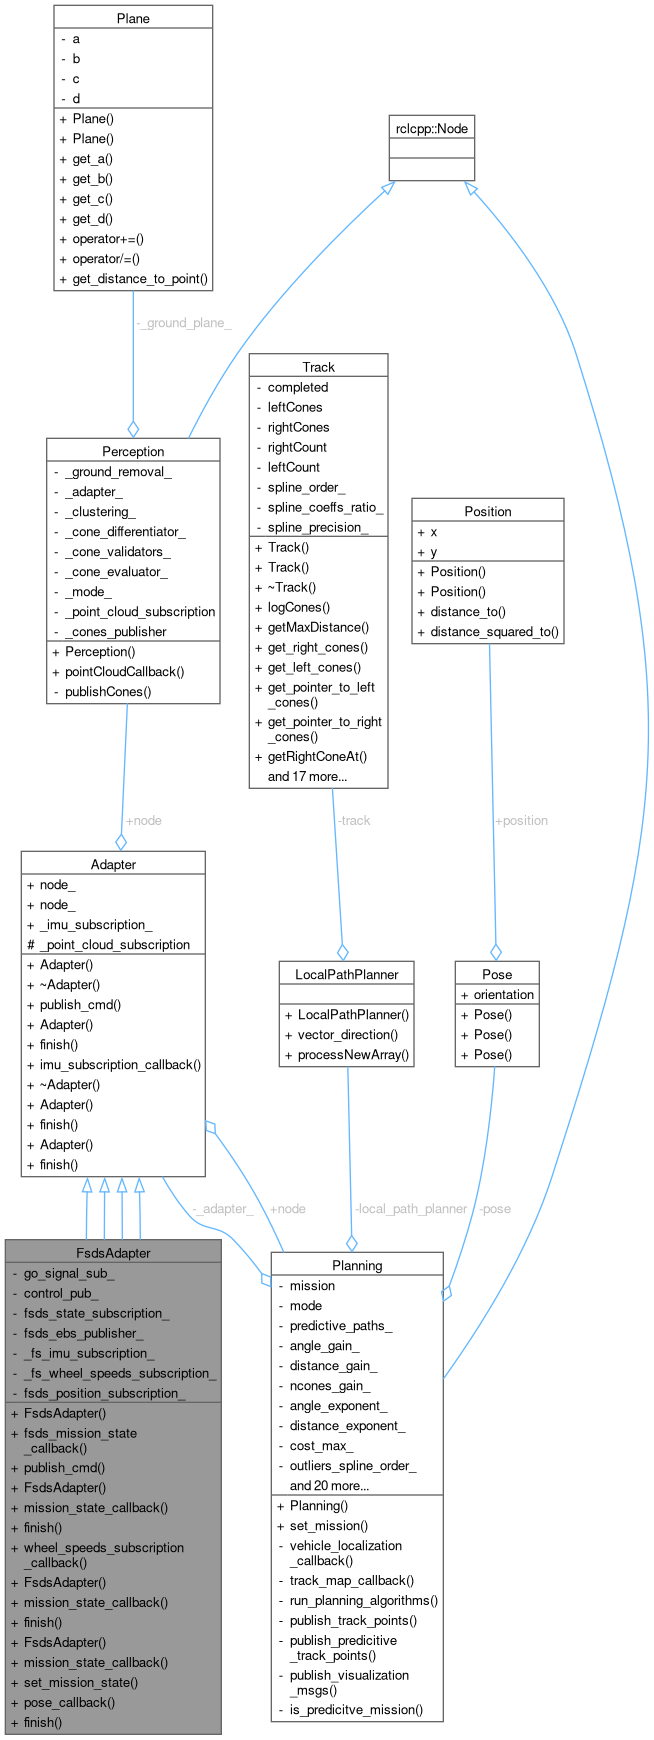 Plane
- a
- b
- c
- d
+ Plane()
+ Plane()
+ get_a()
+ get_b()
+ get_c()
+ get_d()
+ operator+=()
+ operator/=()
+ get_distance_to_point()
rclcpp::Node
-_ground_plane_
Perception
- _ground_removal_
- _adapter_
- _clustering_
- _cone_differentiator_
- _cone_validators_
- _cone_evaluator_
- _mode_
- _point_cloud_subscription
- _cones_publisher
+ Perception()
+ pointCloudCallback()
- publishCones()
Track
- completed
- leftCones
- rightCones
- rightCount
- leftCount
- spline_order_
- spline_coeffs_ratio_
- spline_precision_
+ Track()
+ Track()
+ ~Track()
+ logCones()
+ getMaxDistance()
+ get_right_cones()
+ get_left_cones()
+ get_pointer_to_left
_cones()
+ get_pointer_to_right
_cones()
+ getRightConeAt()
and 17 more...
Position
+ x
+ y
+ Position()
+ Position()
+ distance_to()
+ distance_squared_to()
+node
-track
+position
Adapter
+ node_
+ node_
+ _imu_subscription_
# _point_cloud_subscription
+ Adapter()
+ ~Adapter()
+ publish_cmd()
+ Adapter()
+ finish()
+ imu_subscription_callback()
+ ~Adapter()
+ Adapter()
+ finish()
+ Adapter()
+ finish()
LocalPathPlanner
+ LocalPathPlanner()
+ vector_direction()
+ processNewArray()
Pose
+ orientation
+ Pose()
+ Pose()
+ Pose()
-_adapter_
+node
-local_path_planner
-pose
FsdsAdapter
- go_signal_sub_
- control_pub_
- fsds_state_subscription_
- fsds_ebs_publisher_
- _fs_imu_subscription_
- _fs_wheel_speeds_subscription_
- fsds_position_subscription_
+ FsdsAdapter()
+ fsds_mission_state
_callback()
+ publish_cmd()
+ FsdsAdapter()
+ mission_state_callback()
+ finish()
+ wheel_speeds_subscription
_callback()
+ FsdsAdapter()
+ mission_state_callback()
+ finish()
+ FsdsAdapter()
+ mission_state_callback()
+ set_mission_state()
+ pose_callback()
+ finish()
Planning
- mission
- mode
- predictive_paths_
- angle_gain_
- distance_gain_
- ncones_gain_
- angle_exponent_
- distance_exponent_
- cost_max_
- outliers_spline_order_
and 20 more...
+ Planning()
+ set_mission()
- vehicle_localization
_callback()
- track_map_callback()
- run_planning_algorithms()
- publish_track_points()
- publish_predicitive
_track_points()
- publish_visualization
_msgs()
- is_predicitve_mission()